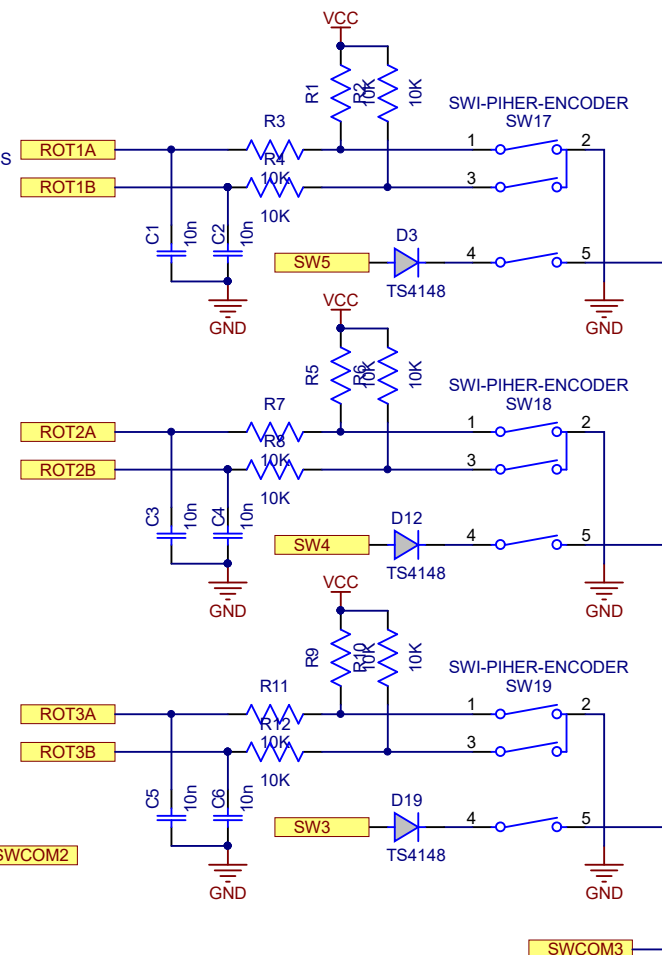 VCC
R1
R2
10K
10K
SWI-PIHER-ENCODER
SW17
R3
S
ROT1A
1
2
R4
10K
ROT1B
3
10K
C1
10n
C2
10n
D3
SW5
4
5
TS4148
GND
VCC
GND
R5
R6
10K
10K
SWI-PIHER-ENCODER
SW18
R7
ROT2A
1
2
R8
10K
ROT2B
3
10K
C3
10n
C4
10n
D12
SW4
4
5
TS4148
GND
VCC
GND
R9
R10
10K
10K
SWI-PIHER-ENCODER
SW19
R11
ROT3A
1
2
R12
10K
ROT3B
3
10K
C5
10n
C6
10n
D19
SW3
4
5
TS4148
SWCOM2
GND
GND
SWCOM3